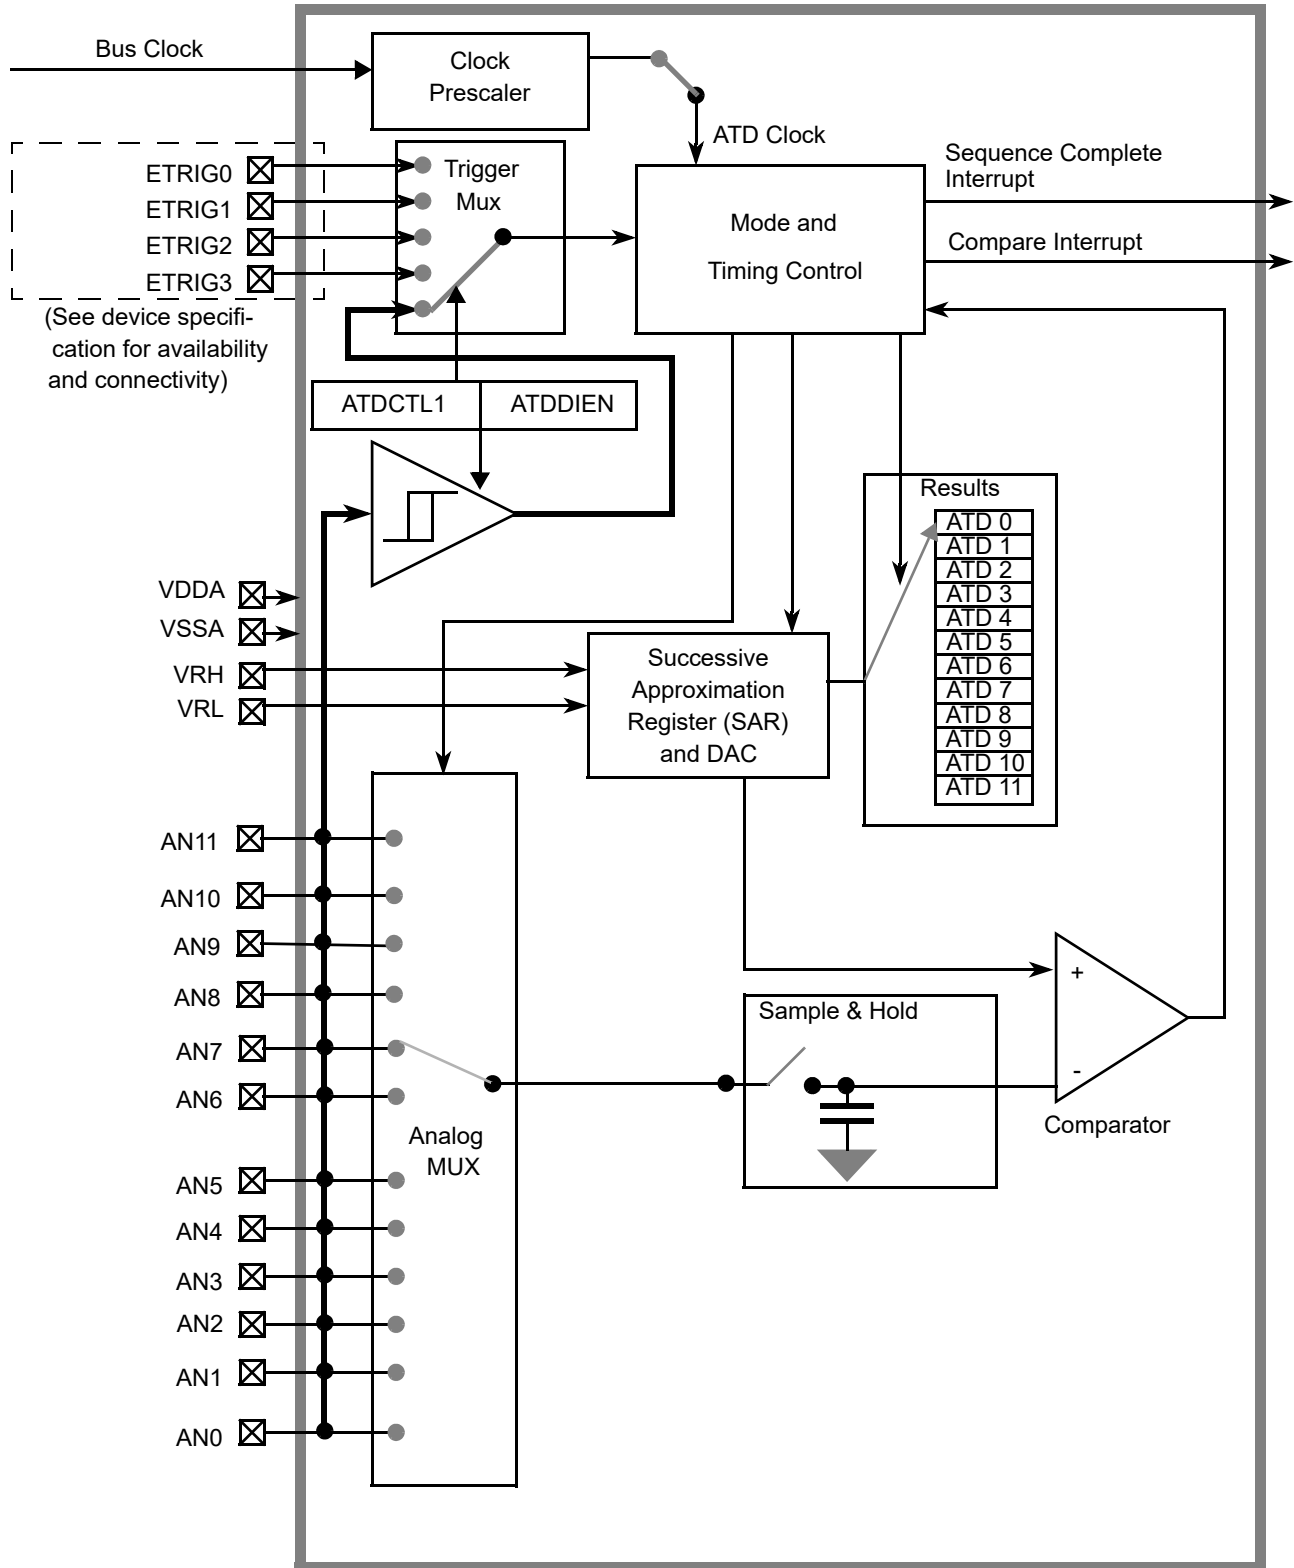 Bus Clock
Clock
Prescaler
ATD Clock
Sequence Complete
Interrupt
ETRIG0
ETRIG1
ETRIG2
ETRIG3
Trigger
Mux
Mode and
Timing Control
Compare Interrupt
(See device specifi-
cation for availability
and connectivity)
ATDCTL1
ATDDIEN
Results
ATD 0
ATD 1
ATD 2
ATD 3
ATD 4
ATD 5
ATD 6
ATD 7
ATD 8
ATD 9
ATD 10
ATD 11
VDDA
VSSA
VRH
VRL
Successive
Approximation
Register (SAR)
and DAC
AN11
AN10
AN9
AN8
AN7
AN6
AN5
AN4
AN3
AN2
AN1
AN0
Analog
MUX
Sample & Hold
+
-
Comparator